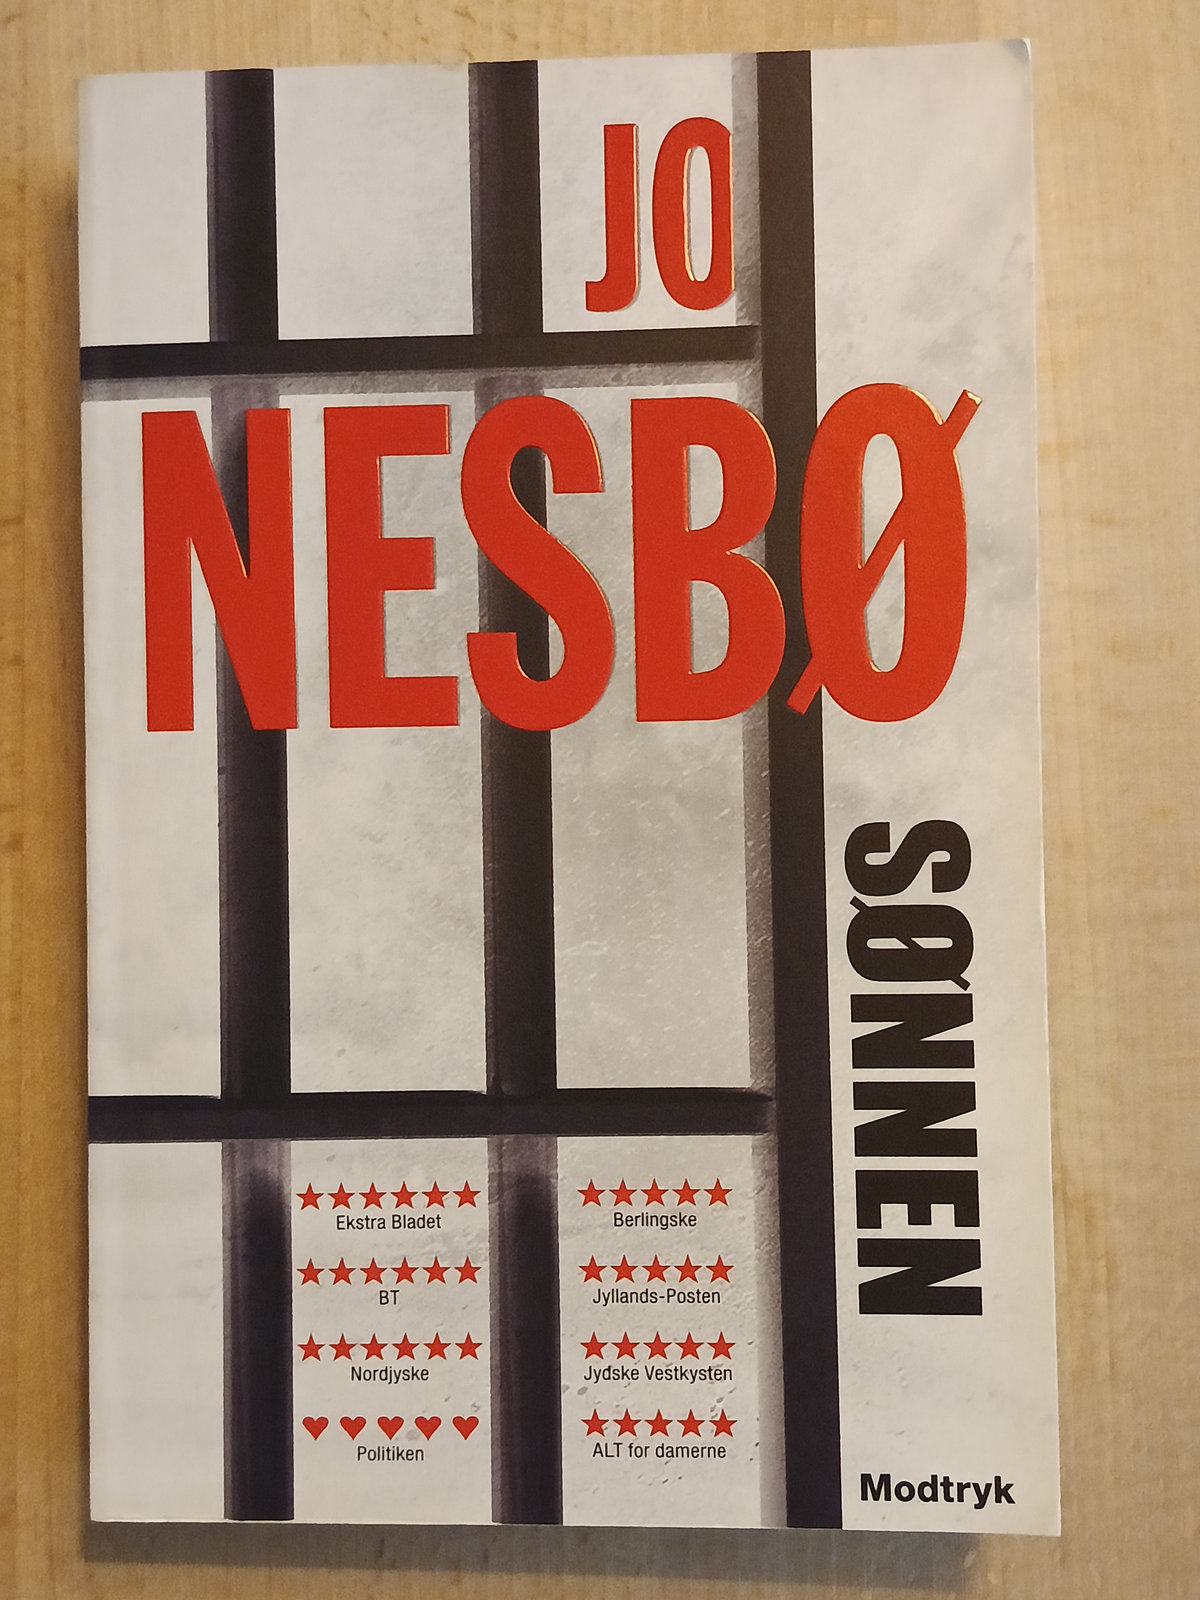 JO
NESBØ
SØNNEN
★★★★★★
Ekstra Bladet
★★★★★★
BT
★★★★★★
Nordjyske
♥♥♥♥♥
Politiken
★★★★★
Berlingske
★★★★★
Jyllands-Posten
★★★★★
Jydske Vestkysten
★★★★★
ALT for damerne
Modtryk